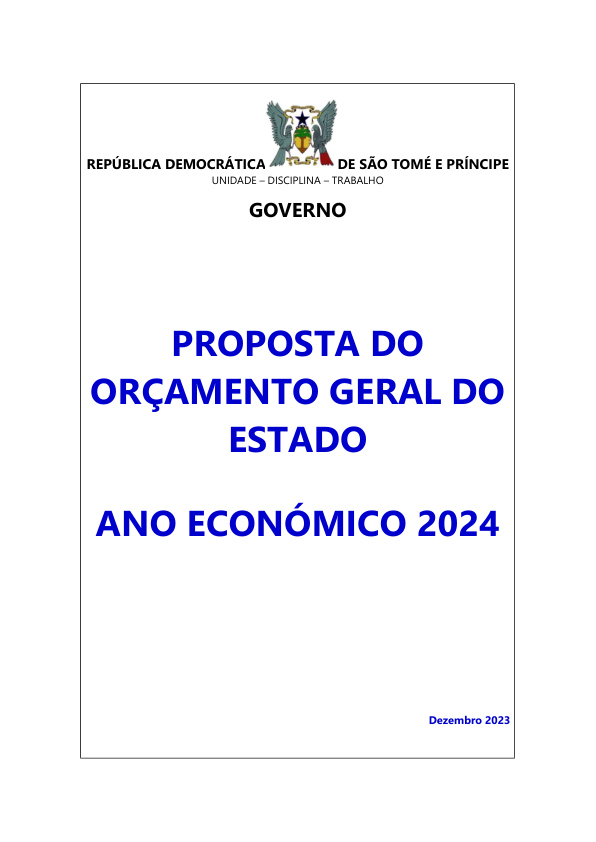 REPÚBLICA DEMOCRÁTICA DE SÃO TOMÉ E PRÍNCIPE
UNIDADE – DISCIPLINA – TRABALHO
GOVERNO
PROPOSTA DO
ORÇAMENTO GERAL DO
ESTADO
ANO ECONÓMICO 2024
Dezembro 2023